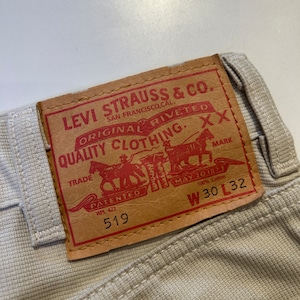 LEVI STRAUSS & CO.
SAN FRANCISCO, CAL.
ORIGINAL RIVETED
QUALITY CLOTHING. XX
TRADE MARK
PATENTED MAY 20 1873
519 W 30 L 32